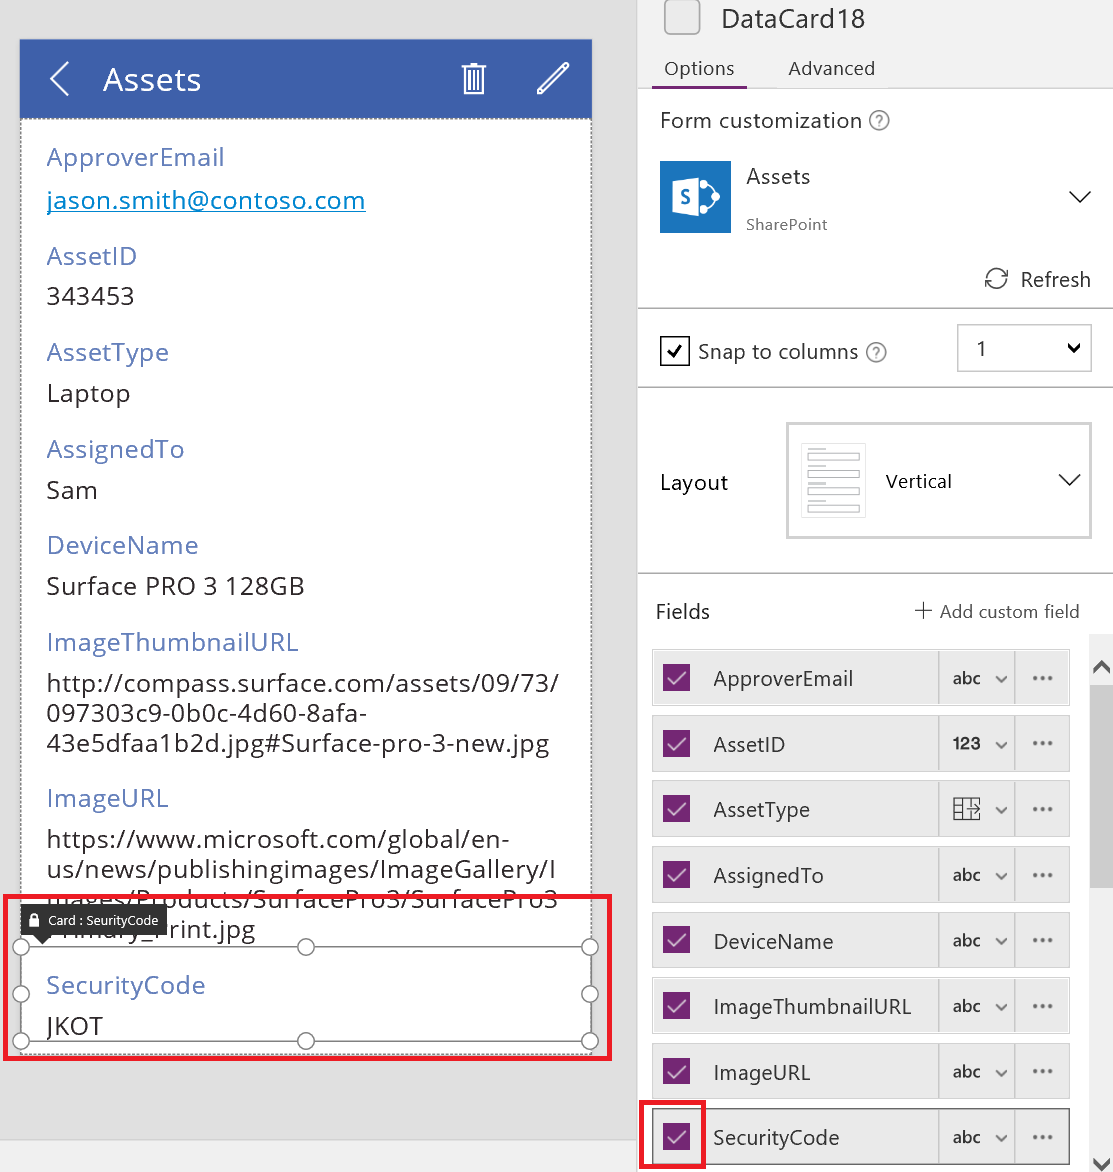 Assets
ApproverEmail
jason.smith@contoso.com
AssetID
343453
AssetType
Laptop
AssignedTo
Sam
DeviceName
Surface PRO 3 128GB
ImageThumbnailURL
http://compass.surface.com/assets/09/73/
097303c9-0b0c-4d60-8afa-
43e5dfaa1b2d.jpg#Surface-pro-3-new.jpg
ImageURL
https://www.microsoft.com/global/en-
us/news/publishingimages/ImageGallery/I
mages/Products/SurfacePro3/SurfacePro3
Card : SeurityCode
Primary_Print.jpg
SecurityCode
JKOT
DataCard18
Options
Advanced
Form customization ?
S
Assets
SharePoint
Refresh
Snap to columns ?
1
Layout
Vertical
Fields
+ Add custom field
ApproverEmail abc ...
AssetID 123 ...
AssetType ...
AssignedTo abc ...
DeviceName abc ...
ImageThumbnailURL abc ...
ImageURL abc ...
SecurityCode abc ...